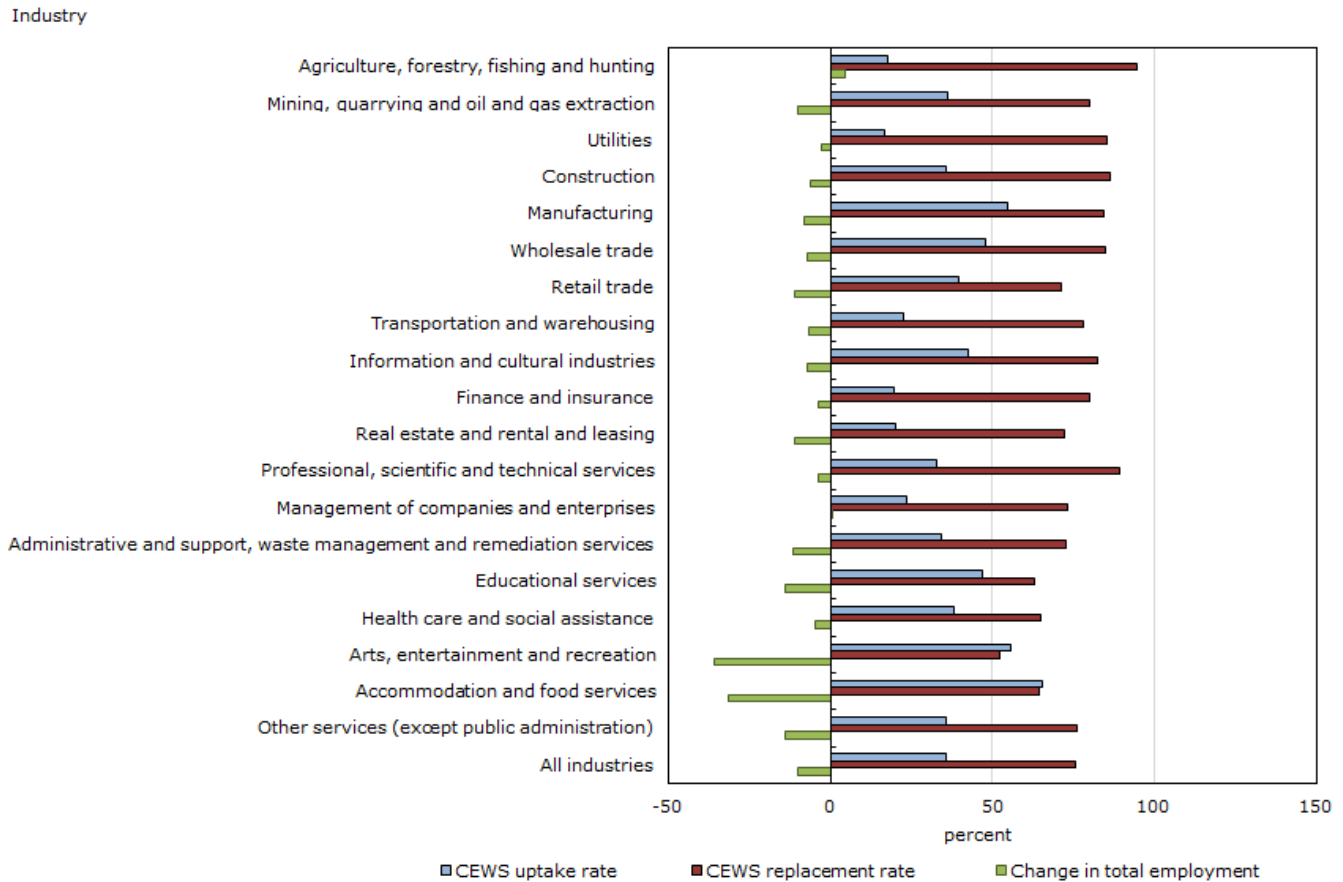 Industry
Agriculture, forestry, fishing and hunting
Mining, quarrying and oil and gas extraction
Utilities
Construction
Manufacturing
Wholesale trade
Retail trade
Transportation and warehousing
Information and cultural industries
Finance and insurance
Real estate and rental and leasing
Professional, scientific and technical services
Management of companies and enterprises
Administrative and support, waste management and remediation services
Educational services
Health care and social assistance
Arts, entertainment and recreation
Accommodation and food services
Other services (except public administration)
All industries
-50 0 50 100 150
percent
CEWS uptake rate CEWS replacement rate Change in total employment